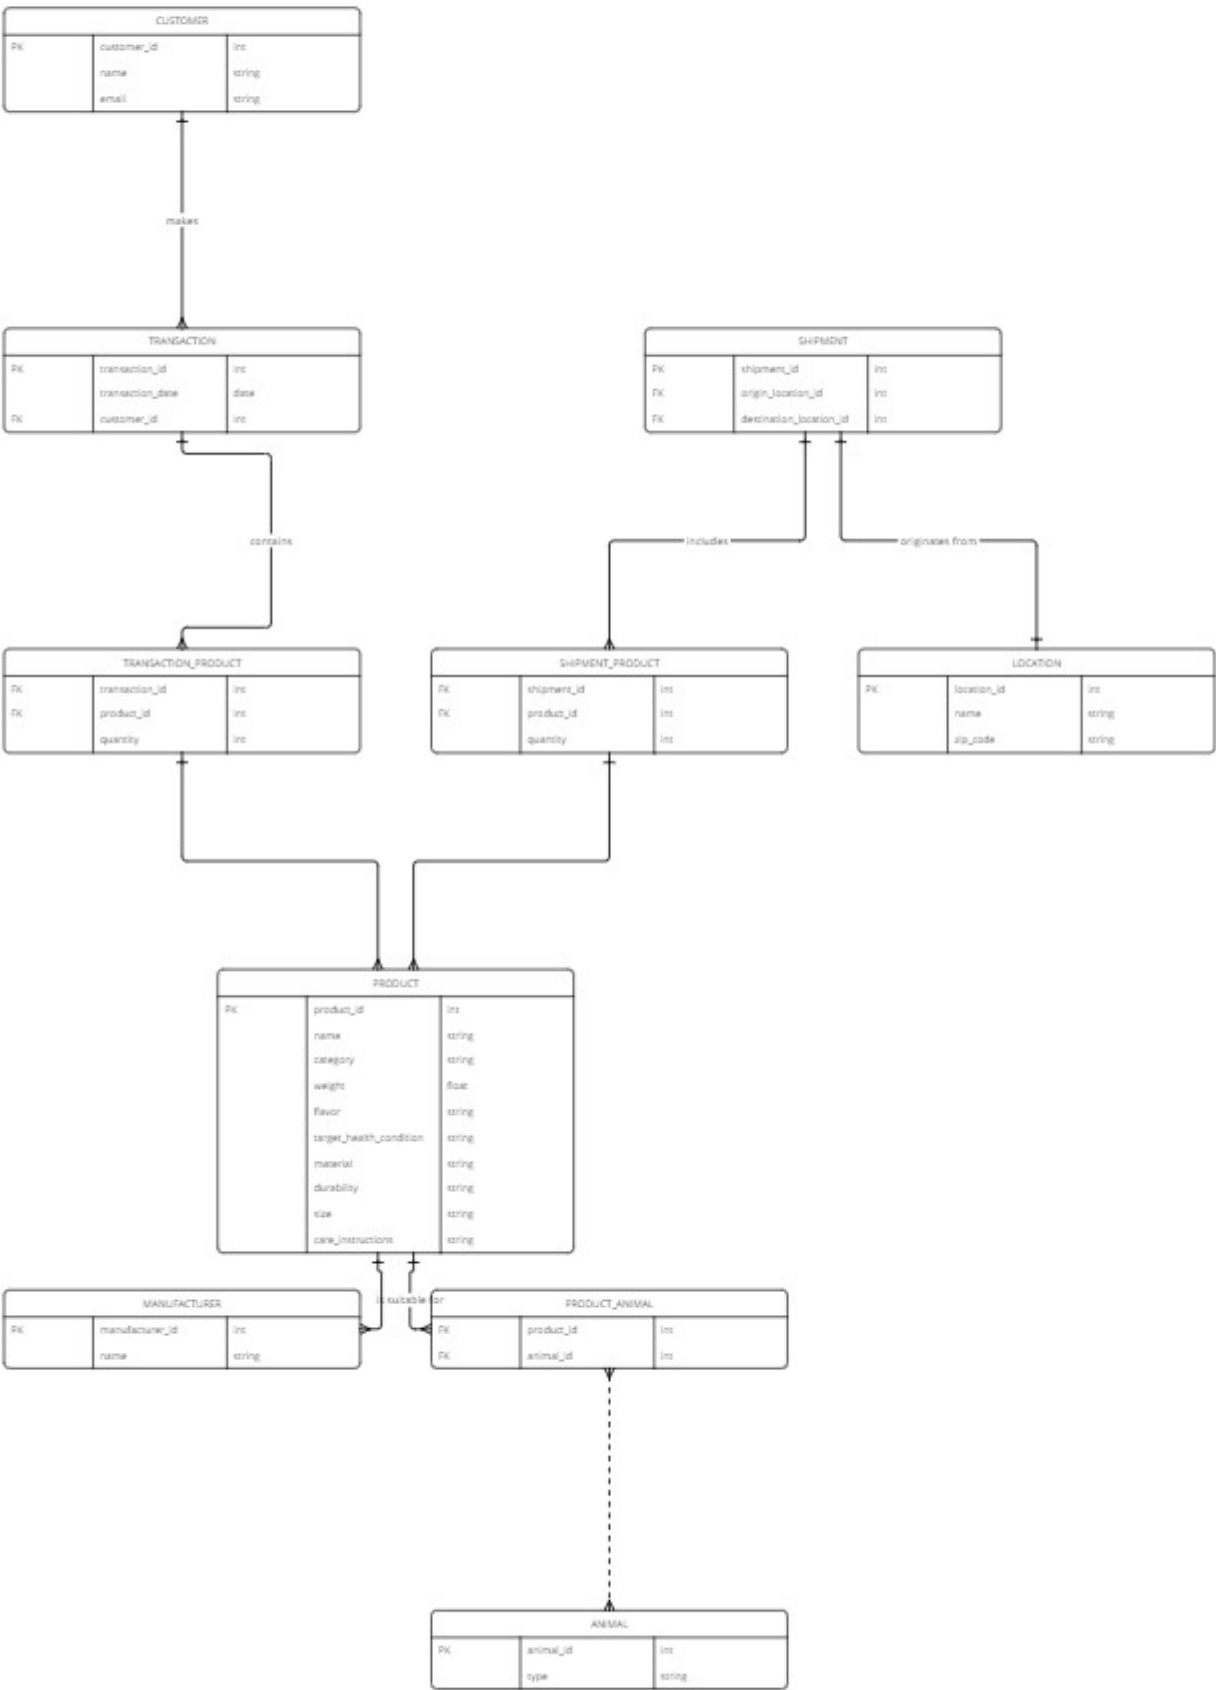 CUSTOMER
PK customer_id int
name string
email string
makes
TRANSACTION
PK transaction_id int
transaction_date date
FK customer_id int
SHIPMENT
PK shipment_id int
FK origin_location_id int
FK destination_location_id int
contains
includes
originates from
TRANSACTION_PRODUCT
FK transaction_id int
FK product_id int
quantity int
SHIPMENT_PRODUCT
FK shipment_id int
FK product_id int
quantity int
LOCATION
PK location_id int
name string
zip_code string
PRODUCT
PK product_id int
name string
category string
weight float
flavor string
target_health_condition string
material string
durability string
size string
care_instructions string
is suitable for
MANUFACTURER
PK manufacturer_id int
name string
PRODUCT_ANIMAL
FK product_id int
FK animal_id int
ANIMAL
PK animal_id int
type string